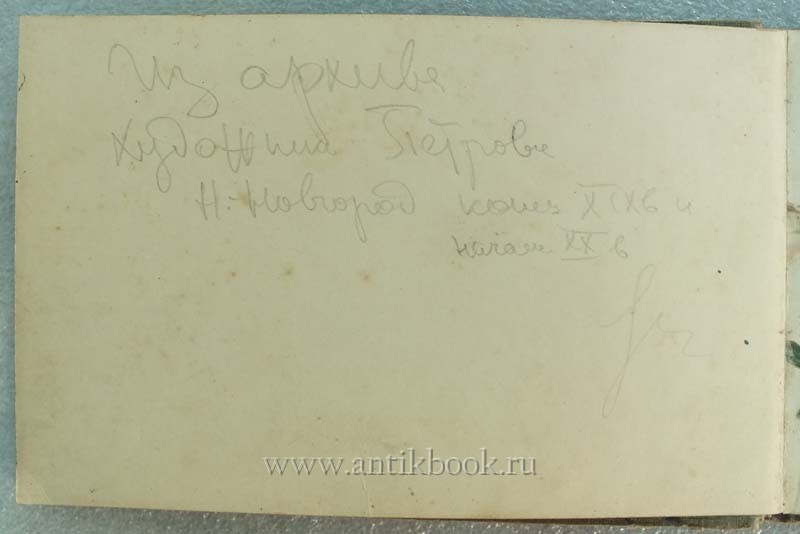 Из архива
художника Петрова
Н. Новгород конец XIX в и
начало XX в
www.antikbook.ru